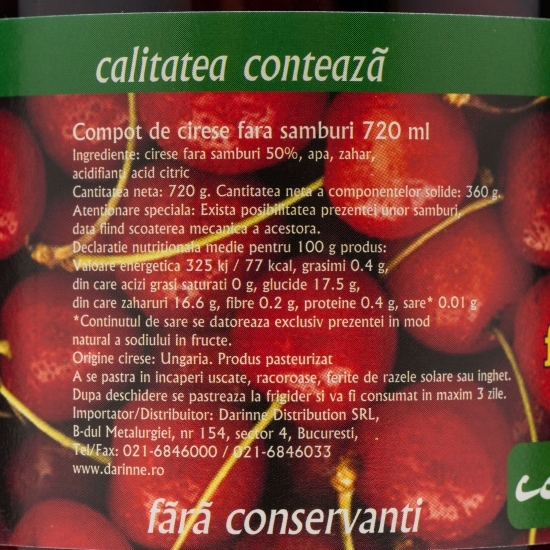 calitatea contează
Compot de cirese fara samburi 720 ml
Ingrediente: cirese fara samburi 50%, apa, zahar,
acidifiant: acid citric
Cantitatea neta: 720 g. Cantitatea neta a componentelor solide: 360 g.
Atentionare speciala: Exista posibilitatea prezentei unor samburi,
data fiind scoaterea mecanica a acestora.
Declaratie nutritionala medie pentru 100 g produs:
Valoare energetica 325 kj / 77 kcal, grasimi 0.4 g,
din care acizi grasi saturati 0 g, glucide 17.5 g,
din care zaharuri 16.6 g, fibre 0.2 g, proteine 0.4 g, sare* 0.01 g
*Continutul de sare se datoreaza exclusiv prezentei in mod
natural a sodiului in fructe.
Origine cirese: Ungaria. Produs pasteurizat
A se pastra in incaperi uscate, racoroase, ferite de razele solare sau inghet.
Dupa deschidere se pastreaza la frigider si va fi consumat in maxim 3 zile.
Importator/Distribuitor: Darinne Distribution SRL,
B-dul Metalurgiei, nr 154, sector 4, Bucuresti,
Tel/Fax: 021-6846000 / 021-6846033
www.darinne.ro
fãrã conservanti